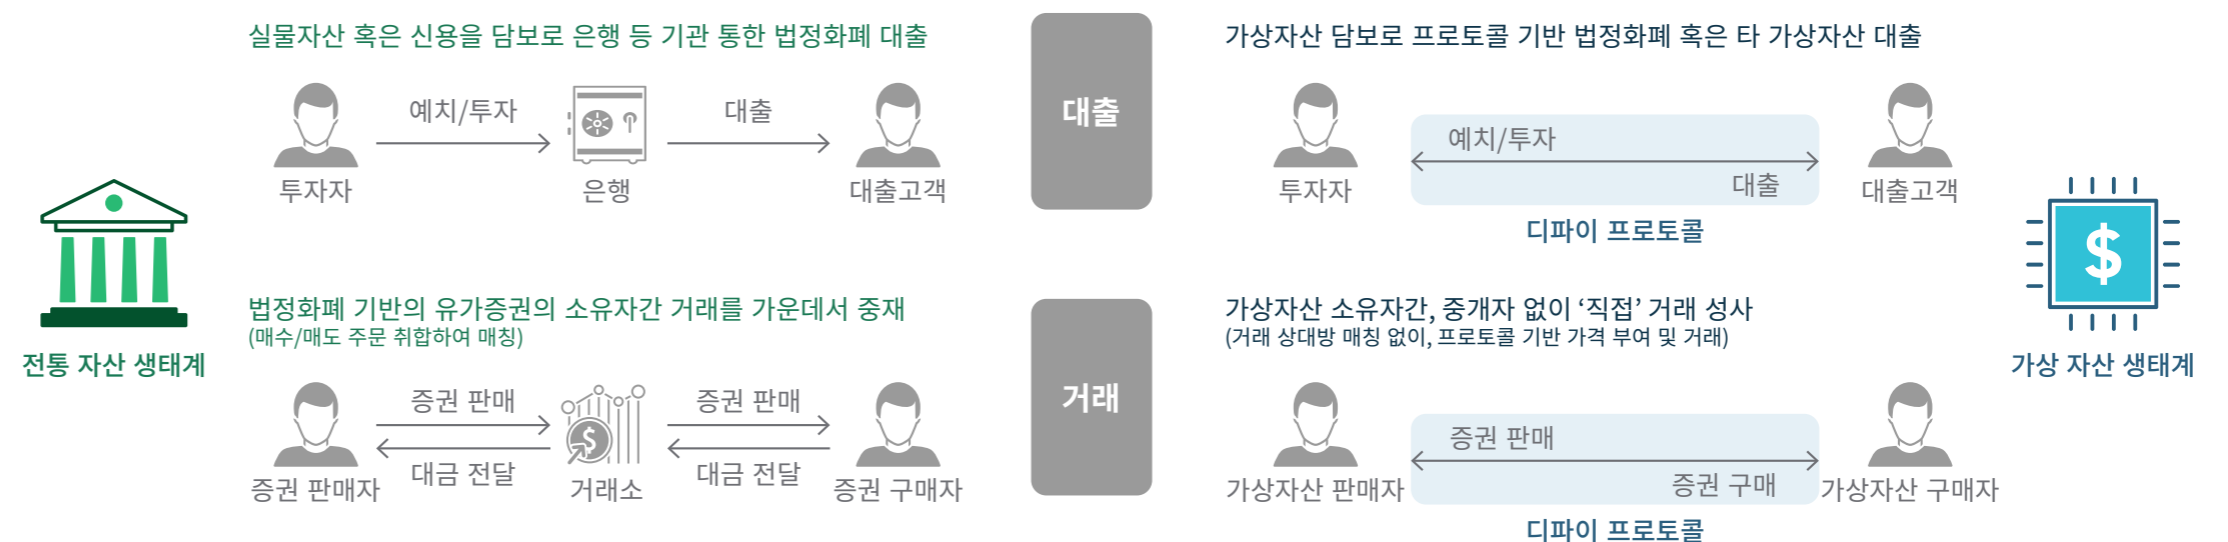 실물자산 혹은 신용을 담보로 은행 등 기관 통한 법정화폐 대출
예치/투자
대출
투자자
은행
대출고객
대출
가상자산 담보로 프로토콜 기반 법정화폐 혹은 타 가상자산 대출
예치/투자
대출
투자자
대출고객
디파이 프로토콜
전통 자산 생태계
가상 자산 생태계
법정화폐 기반의 유가증권의 소유자간 거래를 가운데서 중재
(매수/매도 주문 취합하여 매칭)
증권 판매
증권 판매
대금 전달
대금 전달
증권 판매자
거래소
증권 구매자
거래
가상자산 소유자간, 중개자 없이 ‘직접’ 거래 성사
(거래 상대방 매칭 없이, 프로토콜 기반 가격 부여 및 거래)
증권 판매
증권 구매
가상자산 판매자
가상자산 구매자
디파이 프로토콜